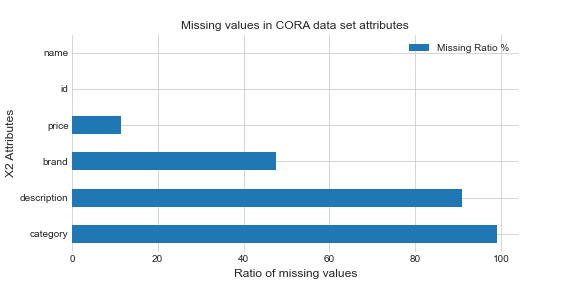 Missing values in CORA data set attributes
Missing Ratio %
name
id
price
brand
description
category
X2 Attributes
0 20 40 60 80 100
Ratio of missing values